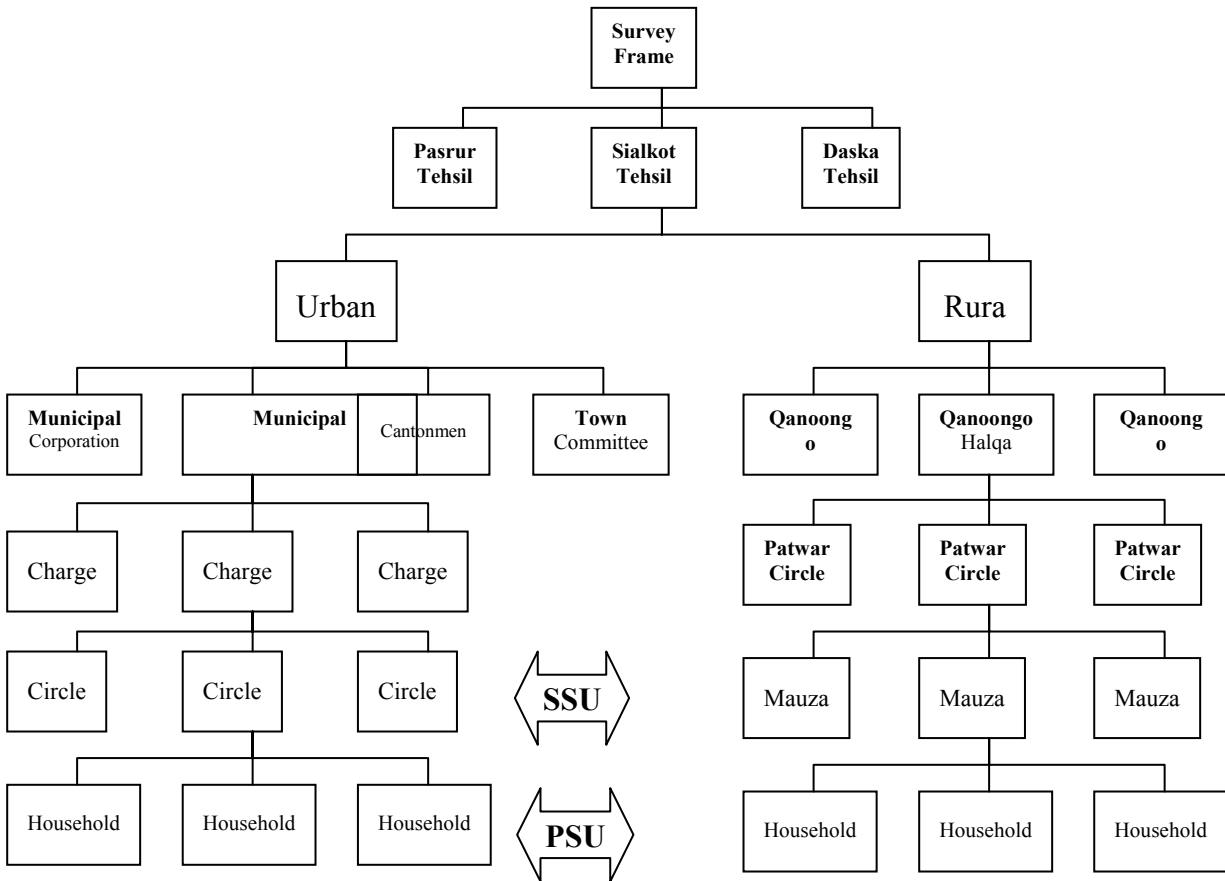 Survey
Frame
Pasrur
Tehsil
Sialkot
Tehsil
Daska
Tehsil
Urban
Rura
Municipal
Corporation
Municipal
Cantonmen
Town
Committee
Qanoong
o
Qanoongo
Halqa
Qanoong
o
Charge
Charge
Charge
Patwar
Circle
Patwar
Circle
Patwar
Circle
Circle
Circle
Circle
SSU
Mauza
Mauza
Mauza
Household
Household
Household
PSU
Household
Household
Household